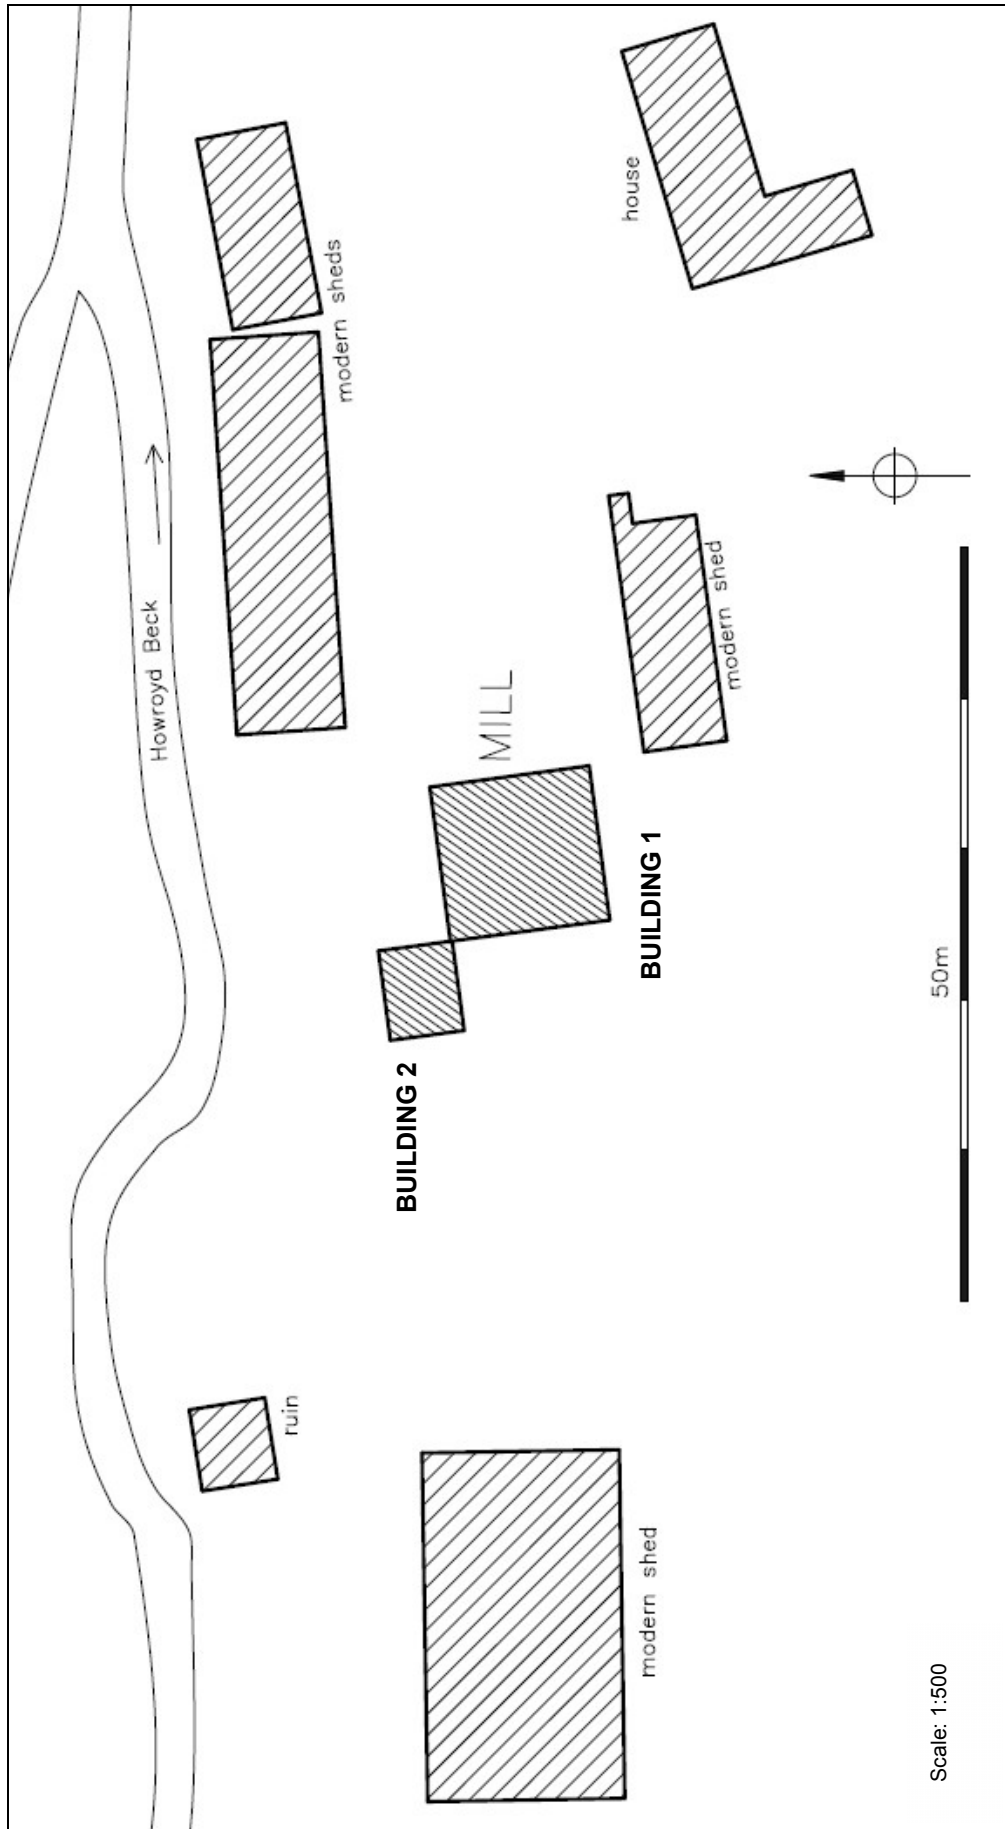 Howroyd Beck
modern sheds
house
MILL
modern shed
BUILDING 1
BUILDING 2
ruin
modern shed
50m
Scale: 1:500